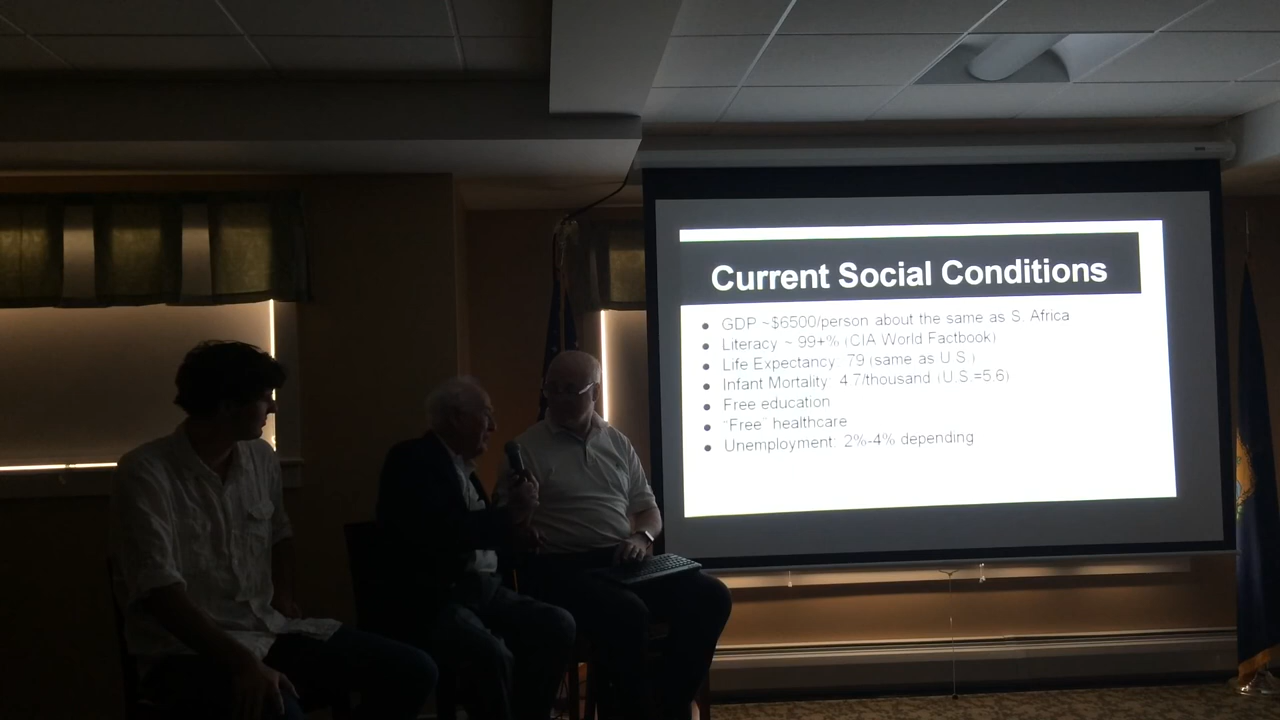 Current Social Conditions
● GDP ~$6500/person about the same as S. Africa
● Literacy ~ 99+% (CIA World Factbook)
● Life Expectancy: 79 (same as U.S.)
● Infant Mortality: 4.7/thousand (U.S.=5.6)
● Free education
● "Free" healthcare
● Unemployment: 2%-4% depending